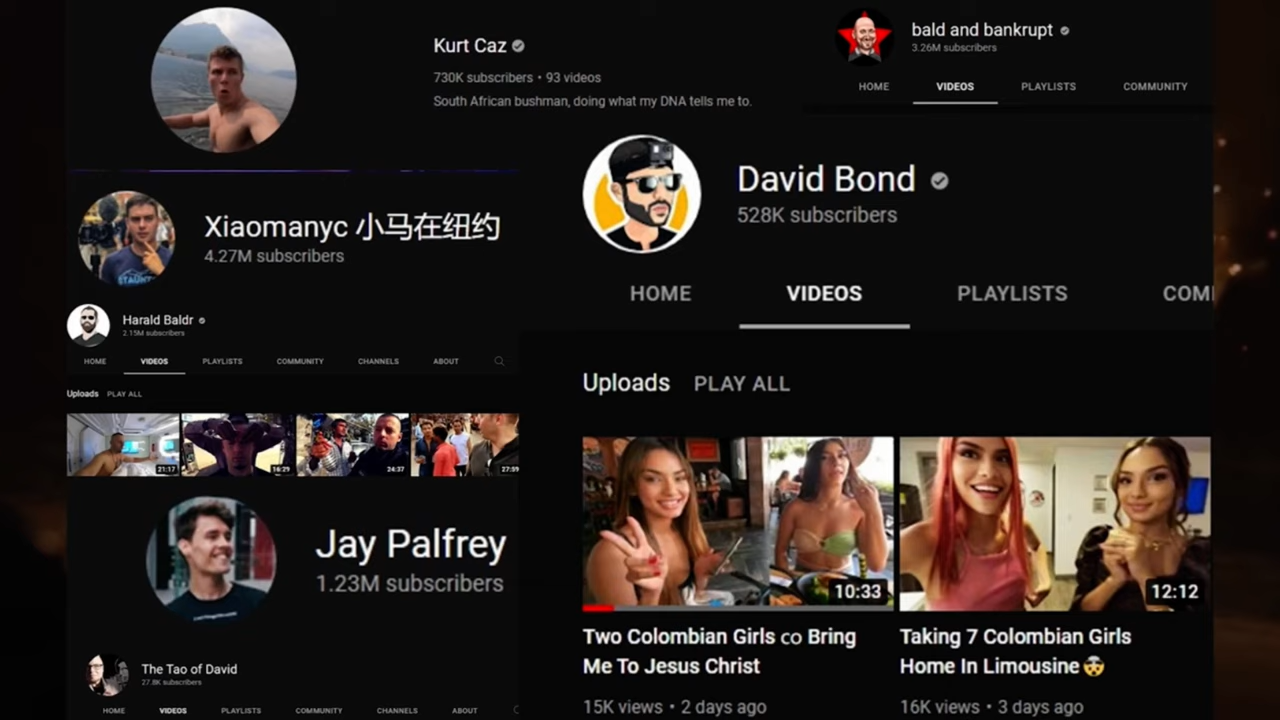 Kurt Caz
730K subscribers • 93 videos
South African bushman, doing what my DNA tells me to.
bald and bankrupt
3.26M subscribers
HOME VIDEOS PLAYLISTS COMMUNITY
Xiaomanyc 小马在纽约
4.27M subscribers
Harald Baldr
2.15M subscribers
HOME VIDEOS PLAYLISTS COMMUNITY CHANNELS ABOUT
Uploads PLAY ALL
21:17 16:29 24:37 27:59
Jay Palfrey
1.23M subscribers
The Tao of David
27.8K subscribers
HOME VIDEOS PLAYLISTS COMMUNITY CHANNELS ABOUT
David Bond
528K subscribers
HOME VIDEOS PLAYLISTS COM
Uploads PLAY ALL
10:33 12:12
Two Colombian Girls co Bring
Me To Jesus Christ
15K views • 2 days ago
Taking 7 Colombian Girls
Home In Limousine🤯
16K views • 3 days ago